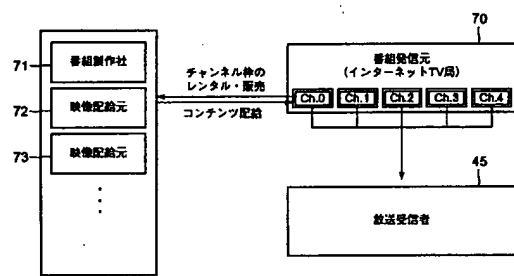 71
番組製作社
72
映像配給元
73
映像配給元
チャンネル枠の
レンタル・販売
コンテンツ配給
70
番組発信元
(インターネットTV局)
Ch.0 Ch.1 Ch.2 Ch.3 Ch.4
45
放送受信者